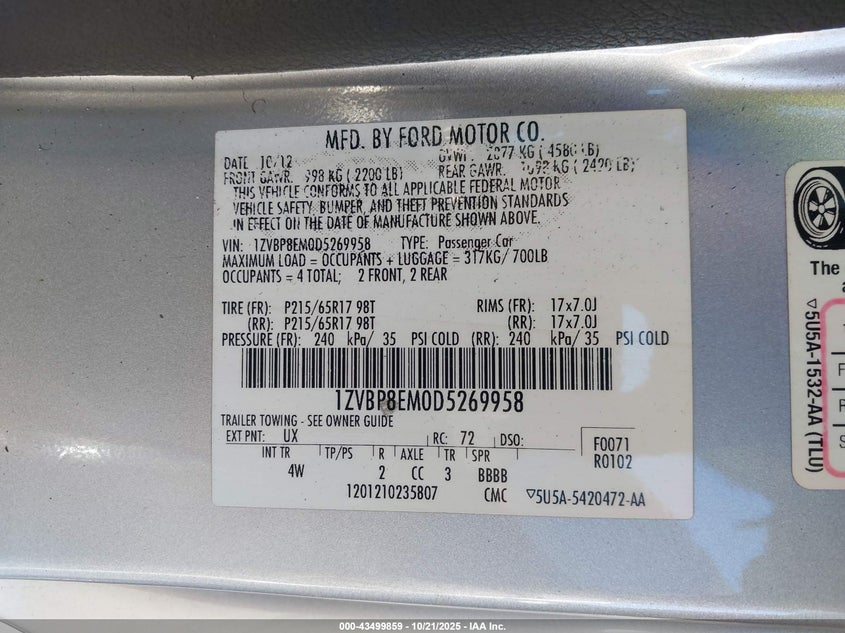 MFD. BY FORD MOTOR CO.
DATE 10/12 GVWR 2077 KG ( 4580 LB)
FRONT GAWR. 998 KG ( 2200 LB) REAR GAWR. KG ( LB)
THIS VEHICLE CONFORMS TO ALL APPLICABLE FEDERAL MOTOR
VEHICLE SAFETY, BUMPER, AND THEFT PREVENTION STANDARDS
IN EFFECT ON THE DATE OF MANUFACTURE SHOWN ABOVE.
VIN: 1ZVBP8EM0D5269958 TYPE: Passenger Car
MAXIMUM LOAD = OCCUPANTS + LUGGAGE = 317KG/ 700LB
OCCUPANTS = 4 TOTAL; 2 FRONT, 2 REAR
TIRE (FR): P215/65R17 98T RIMS (FR): 17x7.0J
(RR): P215/65R17 98T (RR): 17x7.0J
PRESSURE (FR): 240 kPa/ 35 PSI COLD (RR): 240 kPa/ 35 PSI COLD
1ZVBP8EM0D5269958
TRAILER TOWING - SEE OWNER GUIDE
EXT PNT: UX RC: 72 DSO: F0071
INT TR TP/PS R AXLE TR SPR R0102
4W 2 CC 3 BBBB
1201210235807 CMC ▽5U5A-5420472-AA
The
▽5U5A-1532-AA (TLU)
000-43499859 - 10/21/2025 - IAA Inc.